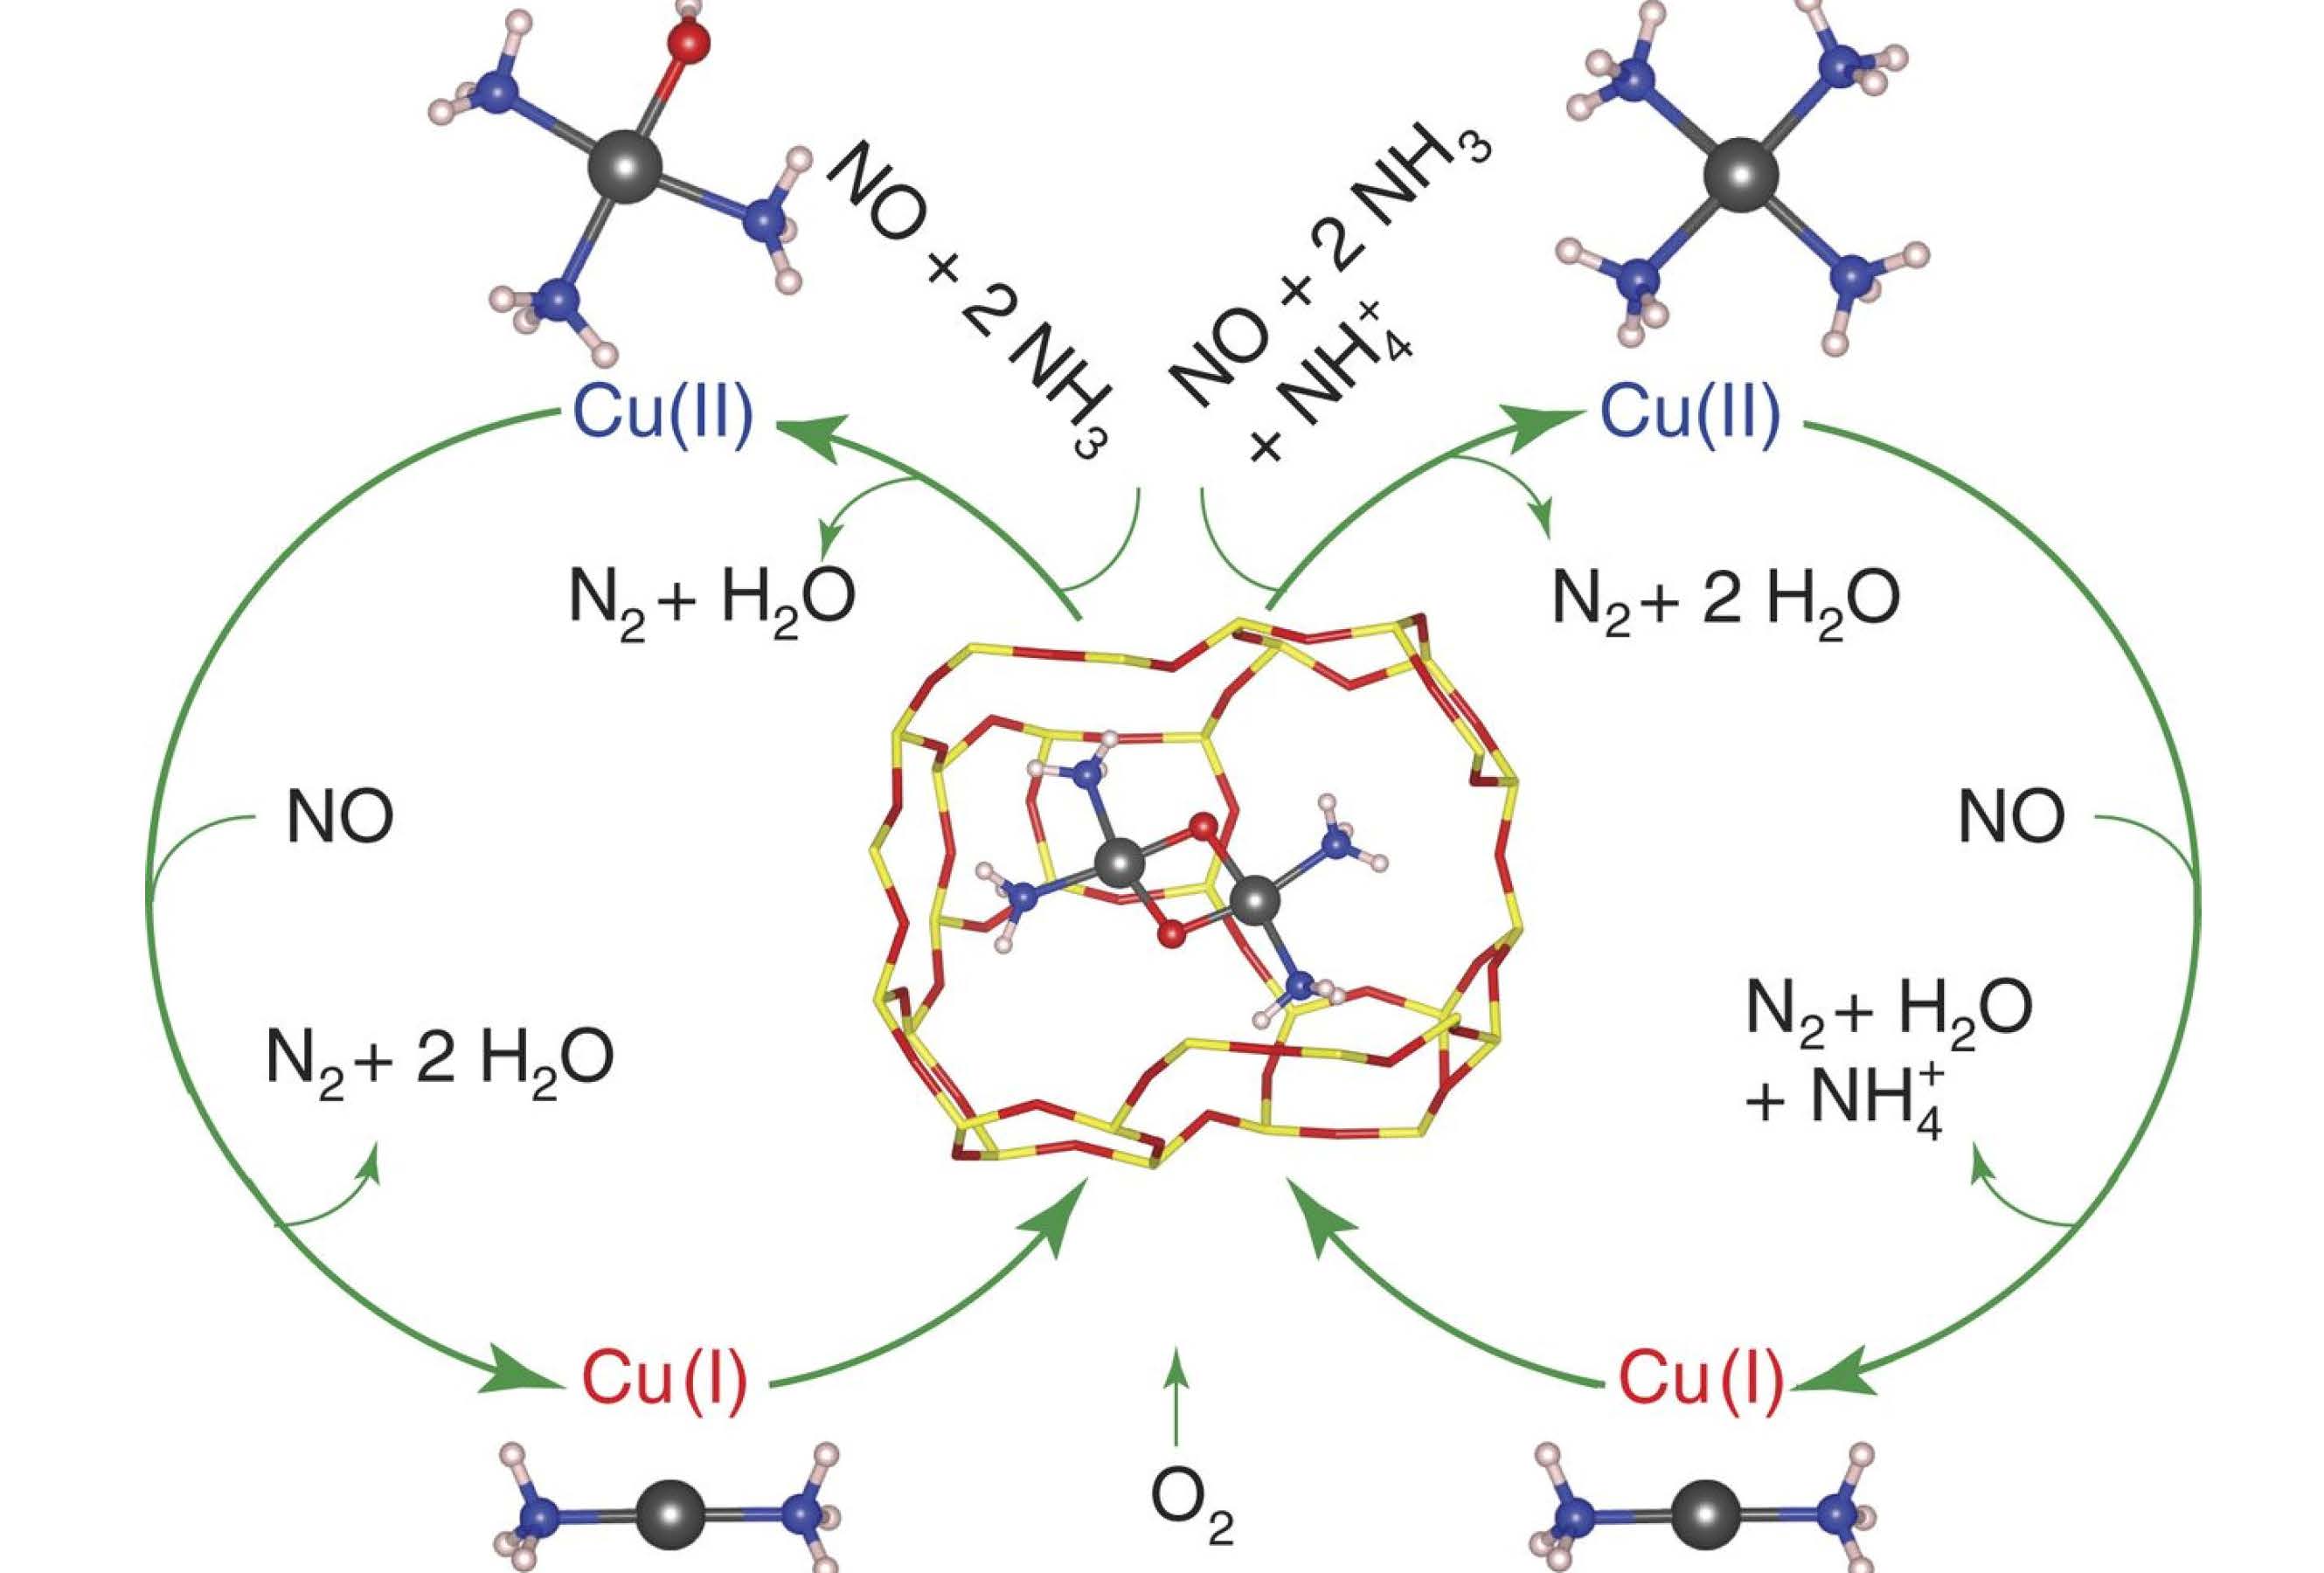 NO + 2 NH₃
NO + 2 NH₃
+ NH₄⁺
Cu(II)
Cu(II)
N₂ + H₂O
N₂ + 2 H₂O
NO
NO
N₂ + 2 H₂O
N₂ + H₂O
+ NH₄⁺
Cu(I)
Cu(I)
O₂